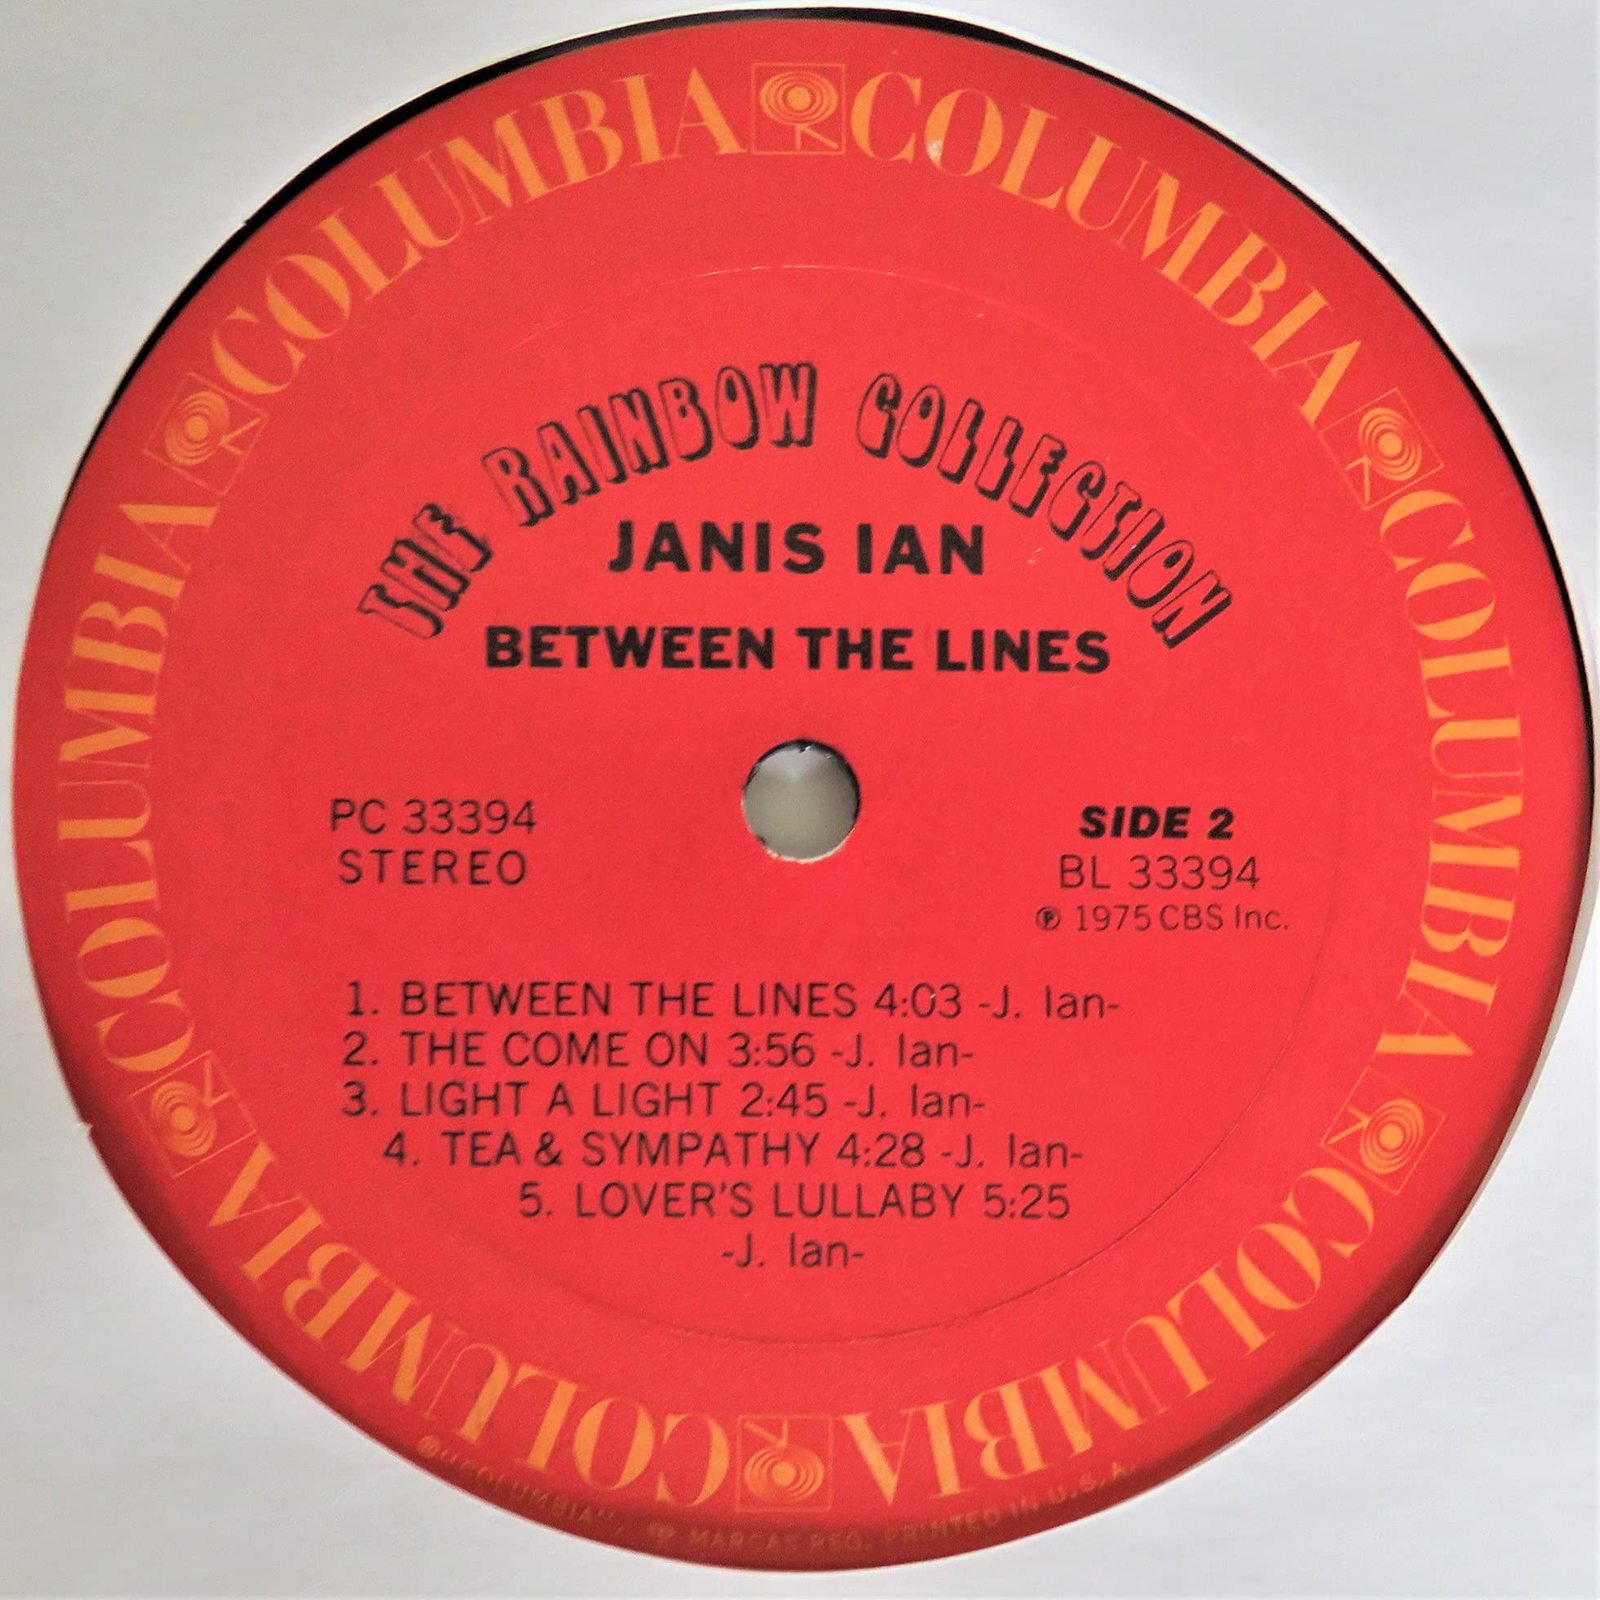 COLUMBIA COLUMBIA COLUMBIA COLUMBIA COLUMBIA COLUMBIA
THE RAINBOW COLLECTION
JANIS IAN
BETWEEN THE LINES
PC 33394
STEREO
SIDE 2
BL 33394
℗ 1975 CBS Inc.
1. BETWEEN THE LINES 4:03 -J. Ian-
2. THE COME ON 3:56 -J. Ian-
3. LIGHT A LIGHT 2:45 -J. Ian-
4. TEA & SYMPATHY 4:28 -J. Ian-
5. LOVER'S LULLABY 5:25
-J. Ian-
"COLUMBIA", MARCAS REG. PRINTED IN U.S.A.